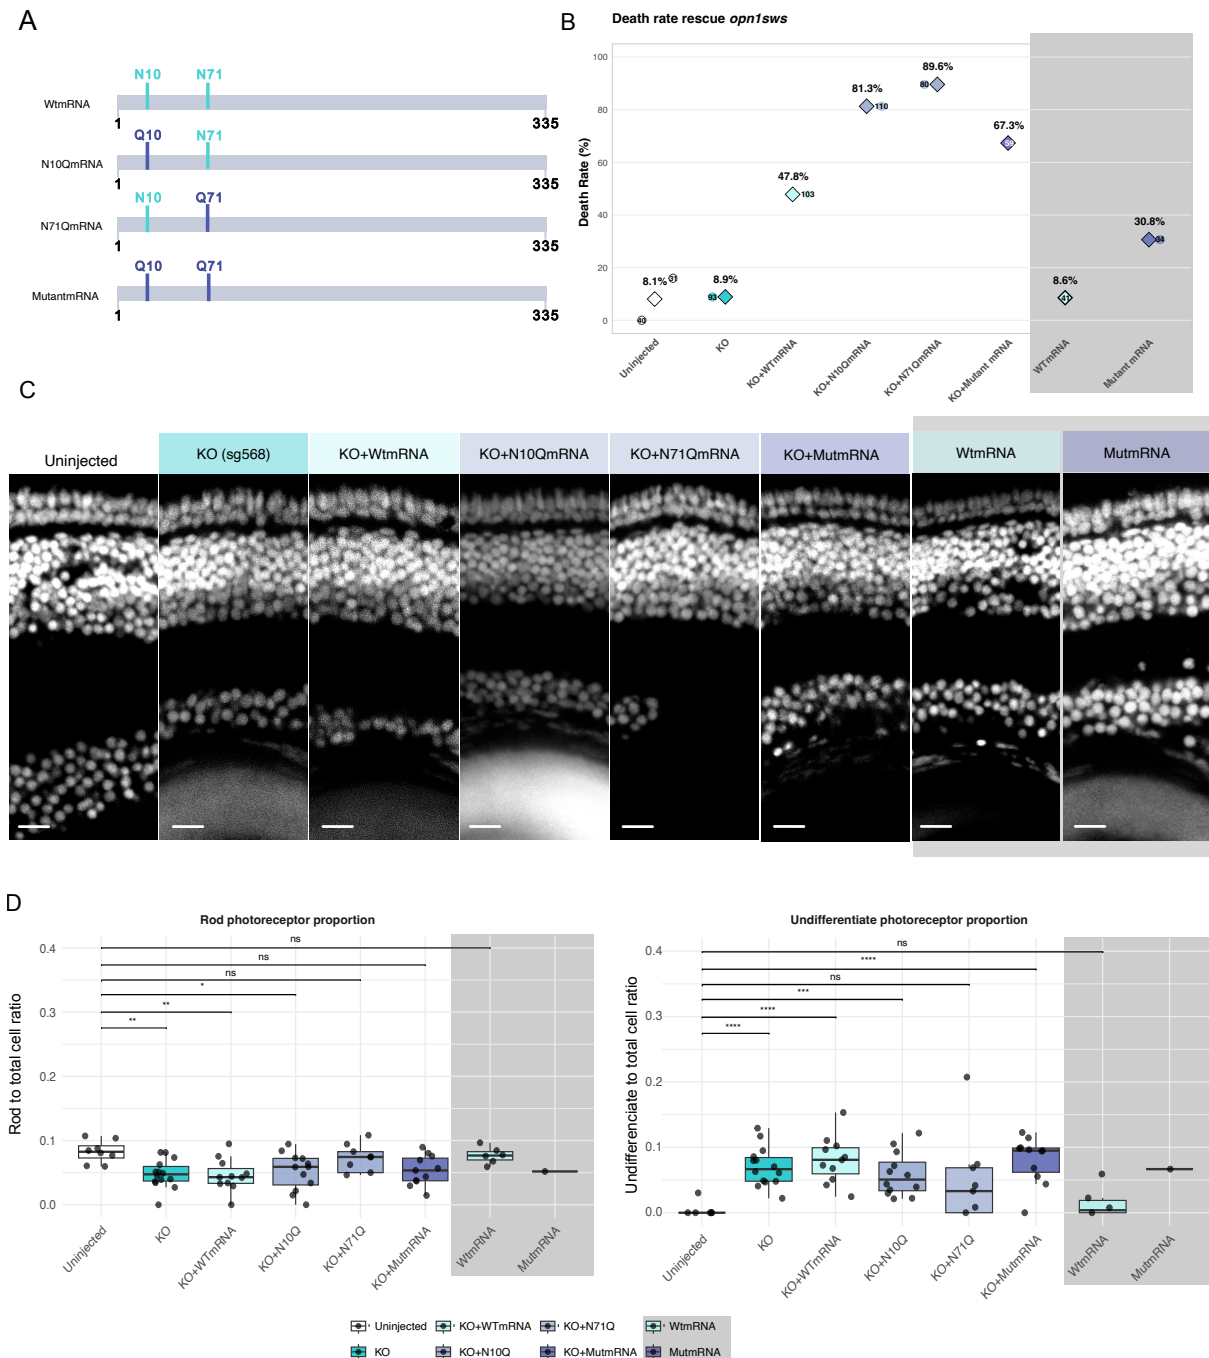 A
N10 N71
WtmRNA
1 335
Q10 N71
N10QmRNA
1 335
N10 Q71
N71QmRNA
1 335
Q10 Q71
MutantmRNA
1 335
B
Death rate rescue opn1sws
Death Rate (%)
100
80
60
40
20
0
40
8.1%
31
93
8.9%
47.8%
103
81.3%
110
89.6%
80
67.3%
8.6%
41
30.8%
34
Uninjected
KO
KO+WTmRNA
KO+N10QmRNA
KO+N71QmRNA
KO+Mutant mRNA
WTmRNA
Mutant mRNA
C
Uninjected
KO (sg568)
KO+WtmRNA
KO+N10QmRNA
KO+N71QmRNA
KO+MutmRNA
WtmRNA
MutmRNA
D
Rod photoreceptor proportion
Rod to total cell ratio
0.4
0.3
0.2
0.1
0.0
ns
ns
ns
*
**
**
Uninjected
KO
KO+WTmRNA
KO+N10Q
KO+N71Q
KO+MutmRNA
WtmRNA
MutmRNA
Undifferentiate photoreceptor proportion
Undifferenciate to total cell ratio
0.4
0.3
0.2
0.1
0.0
ns
****
ns
***
****
****
Uninjected
KO
KO+WTmRNA
KO+N10Q
KO+N71Q
KO+MutmRNA
WtmRNA
MutmRNA
Uninjected KO+WTmRNA KO+N71Q WtmRNA
KO KO+N10Q KO+MutmRNA MutmRNA